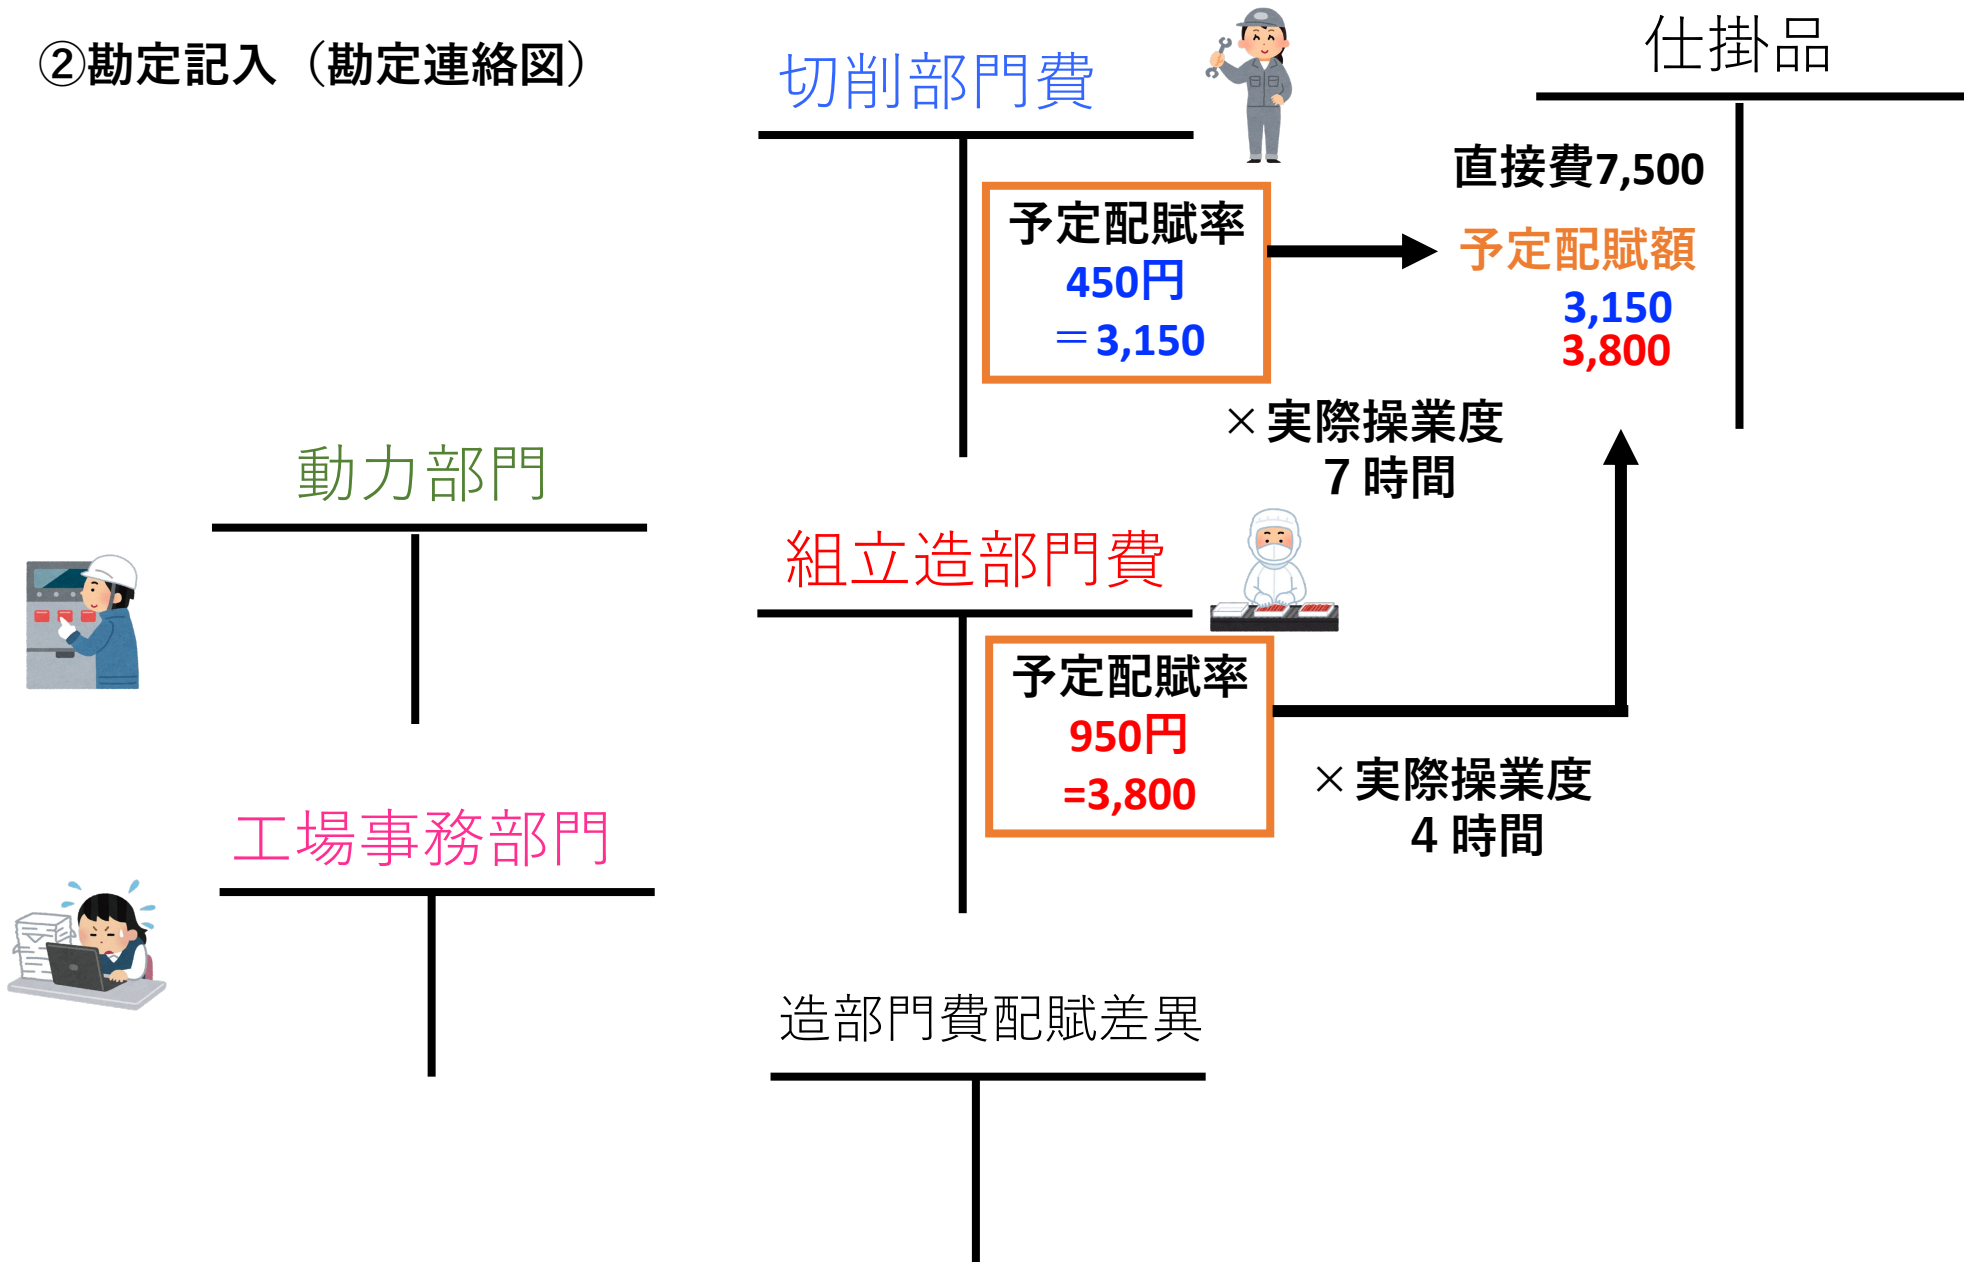 ②勘定記入（勘定連絡図）
切削部門費
仕掛品
直接費7,500
予定配賦率
450円
＝3,150
予定配賦額
3,150
3,800
×実際操業度
７時間
動力部門
組立造部門費
予定配賦率
950円
=3,800
×実際操業度
４時間
工場事務部門
造部門費配賦差異